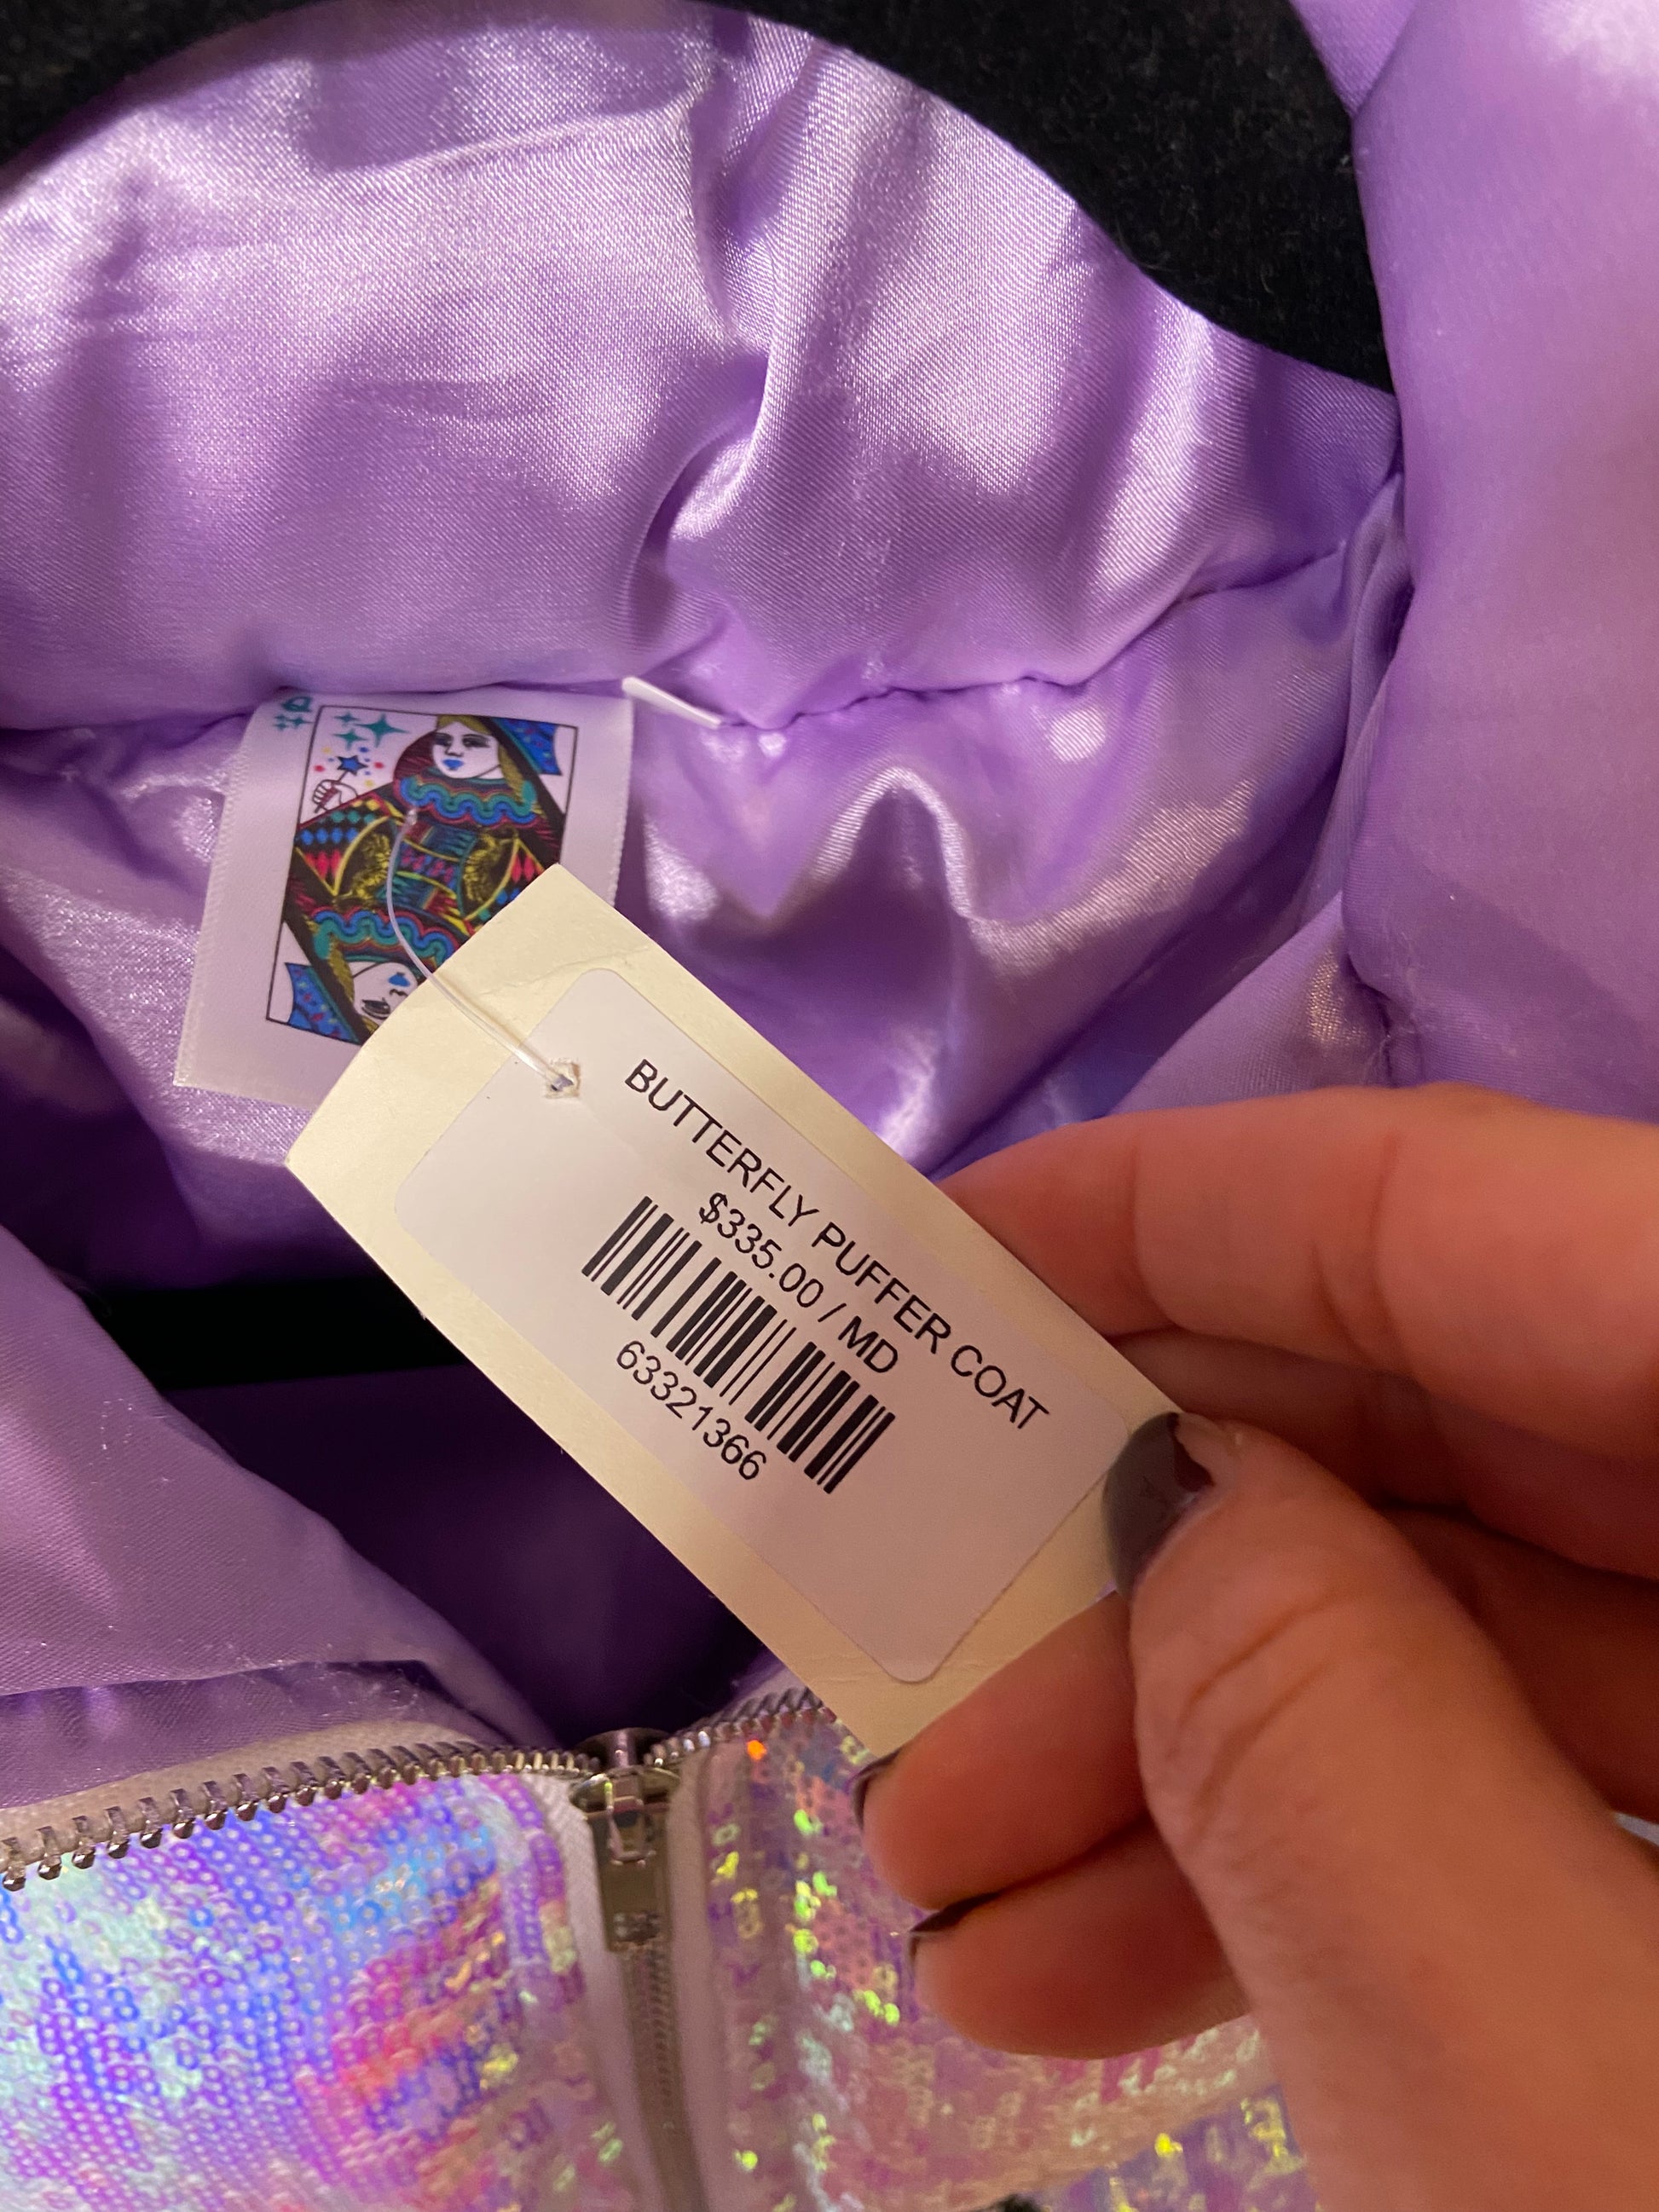 BUTTERFLY PUFFER COAT
$335.00 / MD
63321366